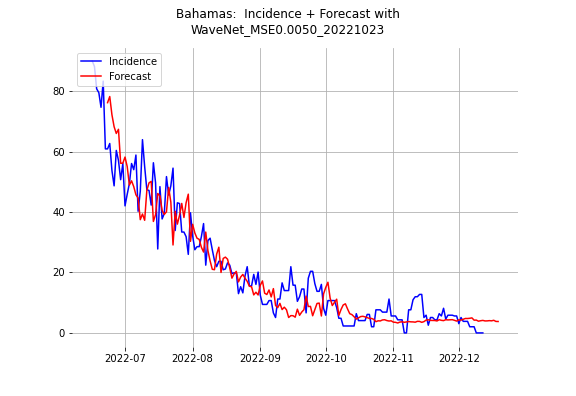 Bahamas:  Incidence + Forecast with
WaveNet_MSE0.0050_20221023
Incidence
Forecast
80
60
40
20
0
2022-07
2022-08
2022-09
2022-10
2022-11
2022-12